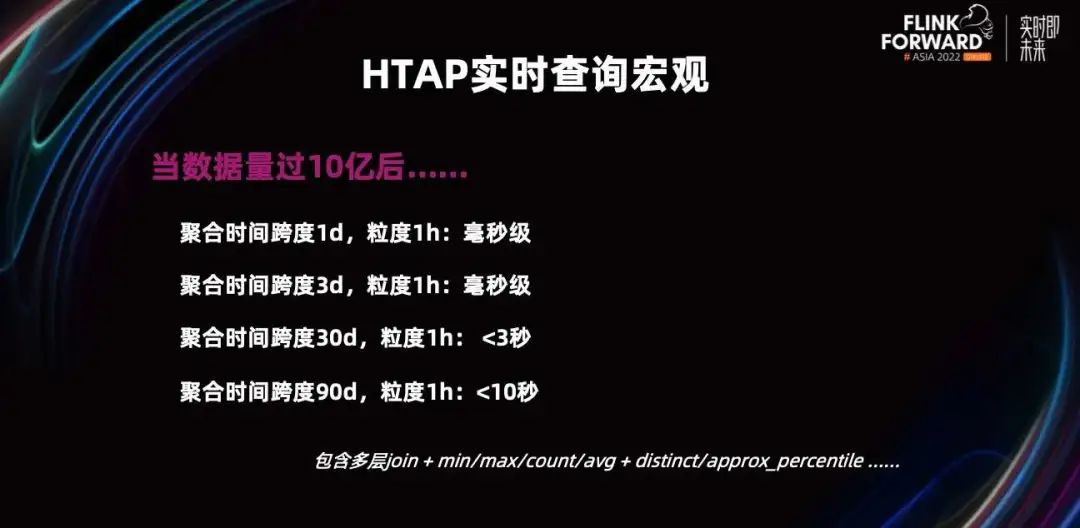 FLINK
FORWARD
# ASIA 2022
实时即
未来
HTAP实时查询宏观
当数据量过10亿后......
聚合时间跨度1d，粒度1h：毫秒级
聚合时间跨度3d，粒度1h：毫秒级
聚合时间跨度30d，粒度1h： <3秒
聚合时间跨度90d，粒度1h：<10秒
包含多层join + min/max/count/avg + distinct/approx_percentile ......